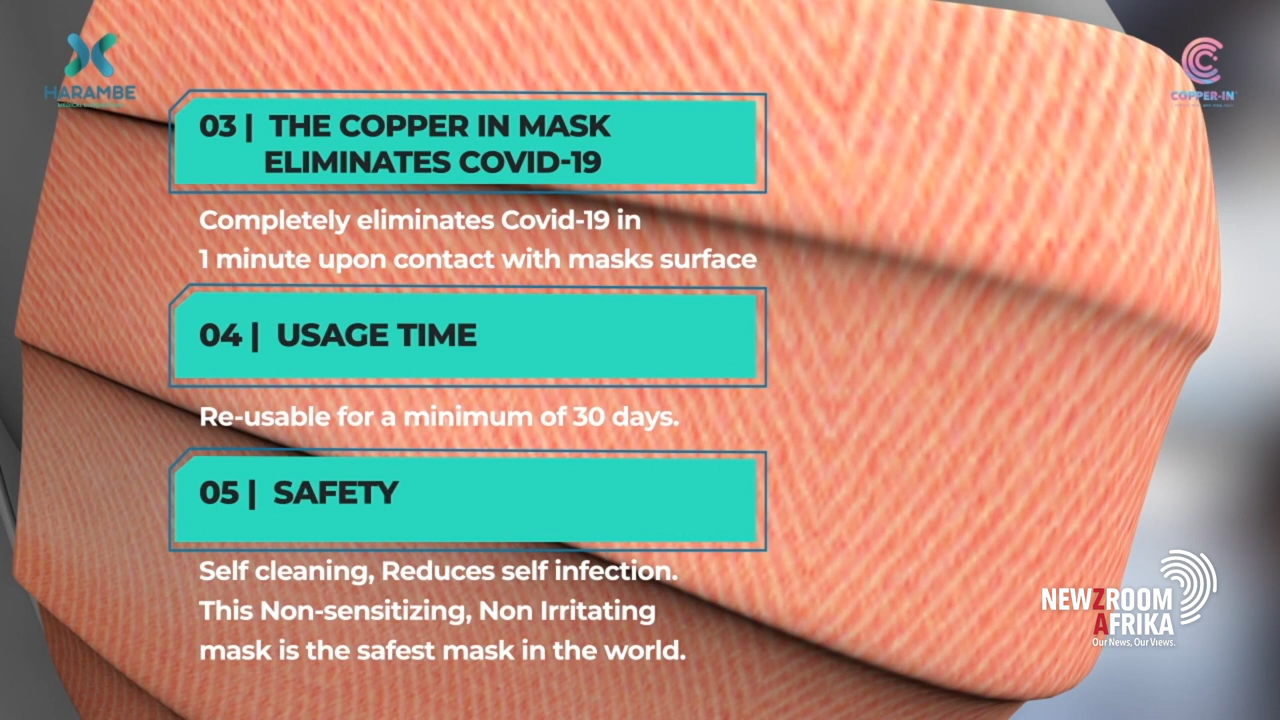 HARAMBE
COPPER-IN
03 | THE COPPER IN MASK
ELIMINATES COVID-19
Completely eliminates Covid-19 in
1 minute upon contact with masks surface
04 | USAGE TIME
Re-usable for a minimum of 30 days.
05 | SAFETY
Self cleaning, Reduces self infection.
This Non-sensitizing, Non Irritating
mask is the safest mask in the world.
NEWZROOM
AFRIKA
Our News, Our Views.